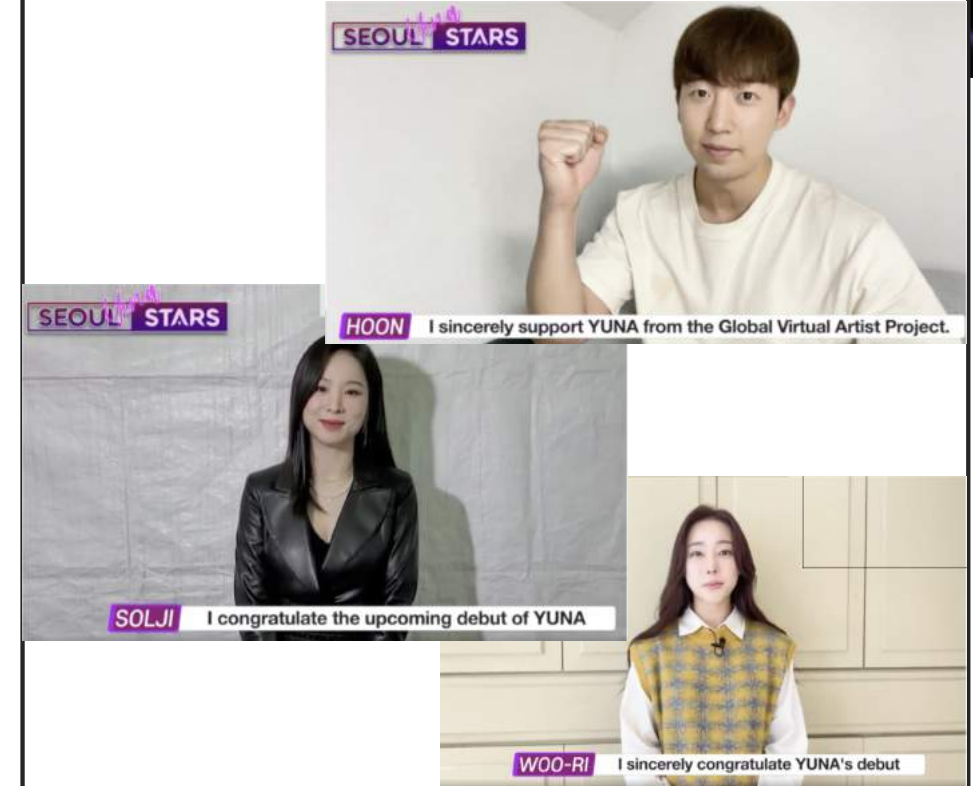 SEOUL STARS
HOON I sincerely support YUNA from the Global Virtual Artist Project.
SEOUL STARS
SOLJI I congratulate the upcoming debut of YUNA
WOO-RI I sincerely congratulate YUNA's debut